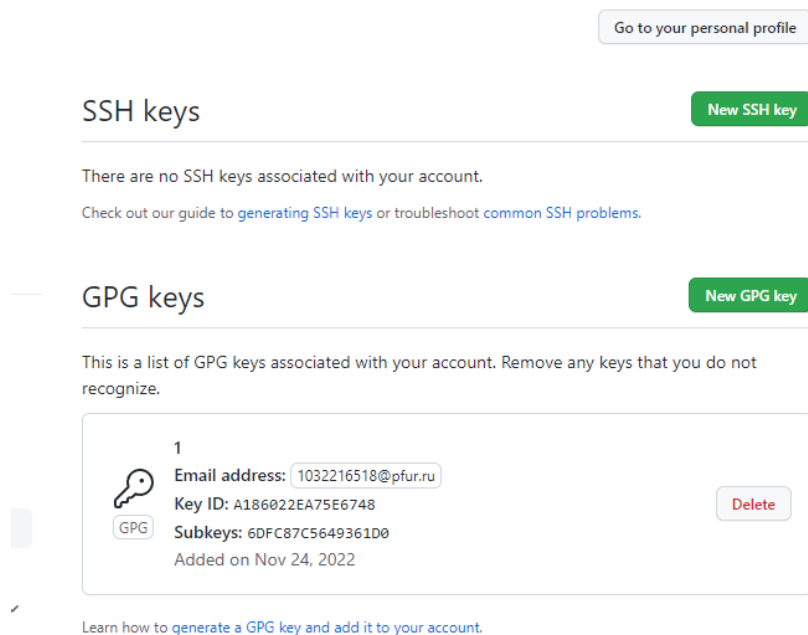 Go to your personal profile
SSH keys
New SSH key
There are no SSH keys associated with your account.
Check out our guide to generating SSH keys or troubleshoot common SSH problems.
GPG keys
New GPG key
This is a list of GPG keys associated with your account. Remove any keys that you do not
recognize.
1
Email address: 1032216518@pfur.ru
Key ID: A186022EA75E6748
GPG
Subkeys: 6DFC87C5649361D0
Delete
Added on Nov 24, 2022
Learn how to generate a GPG key and add it to your account.